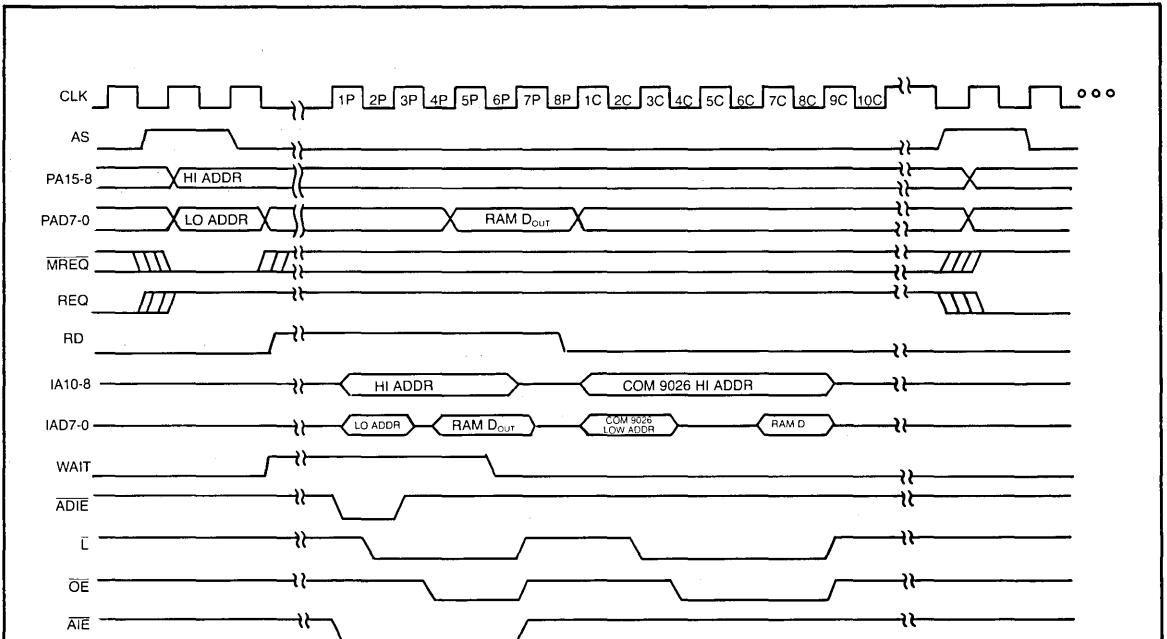 CLK 1P 2P 3P 4P 5P 6P 7P 8P 1C 2C 3C 4C 5C 6C 7C 8C 9C 10C
AS
PA15-8 HI ADDR
PAD7-0 LO ADDR RAM DOUT
MREQ
REQ
RD
IA10-8 HI ADDR COM 9026 HI ADDR
IAD7-0 LO ADDR RAM DOUT COM 9026 LOW ADDR RAM D
WAIT
ADIE
L
OE
AIE